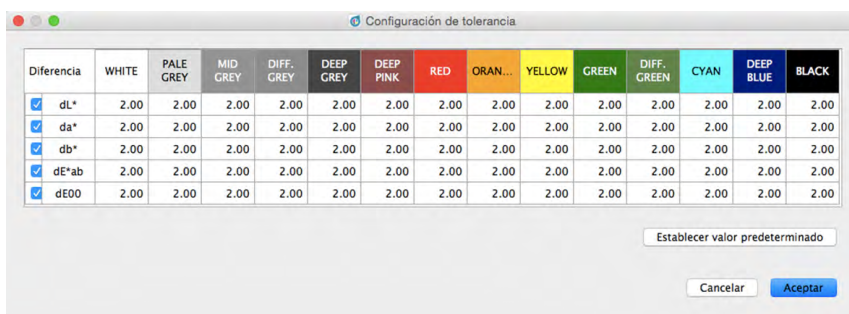 Configuración de tolerancia
Diferencia WHITE PALE GREY MID GREY DIFF. GREY DEEP GREY DEEP PINK RED ORAN... YELLOW GREEN DIFF. GREEN CYAN DEEP BLUE BLACK
dL* 2.00 2.00 2.00 2.00 2.00 2.00 2.00 2.00 2.00 2.00 2.00 2.00 2.00 2.00
da* 2.00 2.00 2.00 2.00 2.00 2.00 2.00 2.00 2.00 2.00 2.00 2.00 2.00 2.00
db* 2.00 2.00 2.00 2.00 2.00 2.00 2.00 2.00 2.00 2.00 2.00 2.00 2.00 2.00
dE*ab 2.00 2.00 2.00 2.00 2.00 2.00 2.00 2.00 2.00 2.00 2.00 2.00 2.00 2.00
dE00 2.00 2.00 2.00 2.00 2.00 2.00 2.00 2.00 2.00 2.00 2.00 2.00 2.00 2.00
Establecer valor predeterminado
Cancelar Aceptar